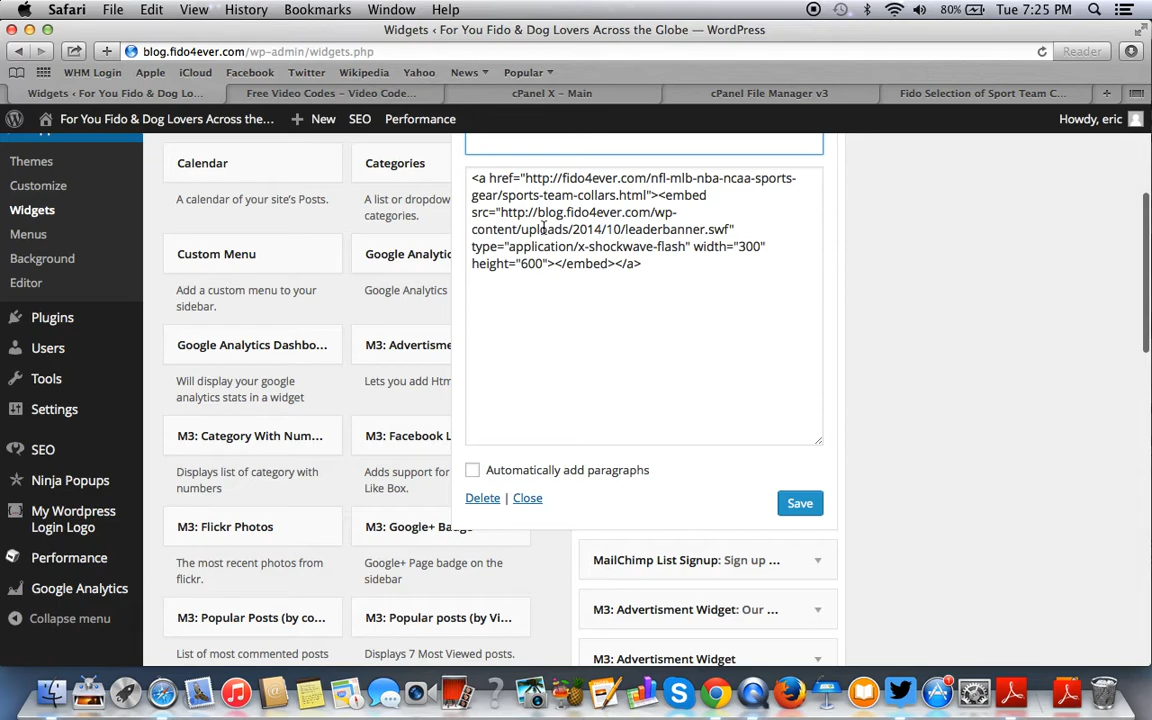 Safari File Edit View History Bookmarks Window Help 80% Tue 7:25 PM
Widgets ‹ For You Fido & Dog Lovers Across the Globe — WordPress
blog.fido4ever.com/wp-admin/widgets.php Reader
WHM Login Apple iCloud Facebook Twitter Wikipedia Yahoo News Popular
Widgets ‹ For You Fido & Dog Lo... Free Video Codes – Video Code... cPanel X – Main cPanel File Manager v3 Fido Selection of Sport Team C...
For You Fido & Dog Lovers Across the... + New SEO Performance Howdy, eric
Themes
Customize
Widgets
Menus
Background
Editor
Plugins
Users
Tools
Settings
SEO
Ninja Popups
My Wordpress
Login Logo
Performance
Google Analytics
Collapse menu
Calendar
A calendar of your site's Posts.
Custom Menu
Add a custom menu to your
sidebar.
Google Analytics Dashbo...
Will display your google
analytics stats in a widget
M3: Category With Num...
Displays list of category with
numbers
M3: Flickr Photos
The most recent photos from
flickr.
M3: Popular Posts (by co...
List of most commented posts
Categories
A list or dropdow
categories.
Google Analytic
Google Analytics
M3: Advertisme
Lets you add Htm
M3: Facebook L
Adds support for
Like Box.
M3: Google+ Badge
Google+ Page badge on the
sidebar
M3: Popular posts (by Vi...
Displays 7 Most Viewed posts.
<a href="http://fido4ever.com/nfl-mlb-nba-ncaa-sports-
gear/sports-team-collars.html"><embed
src="http://blog.fido4ever.com/wp-
content/uploads/2014/10/leaderbanner.swf"
type="application/x-shockwave-flash" width="300"
height="600"></embed></a>
Automatically add paragraphs
Delete | Close
Save
MailChimp List Signup: Sign up ...
M3: Advertisment Widget: Our ...
M3: Advertisment Widget